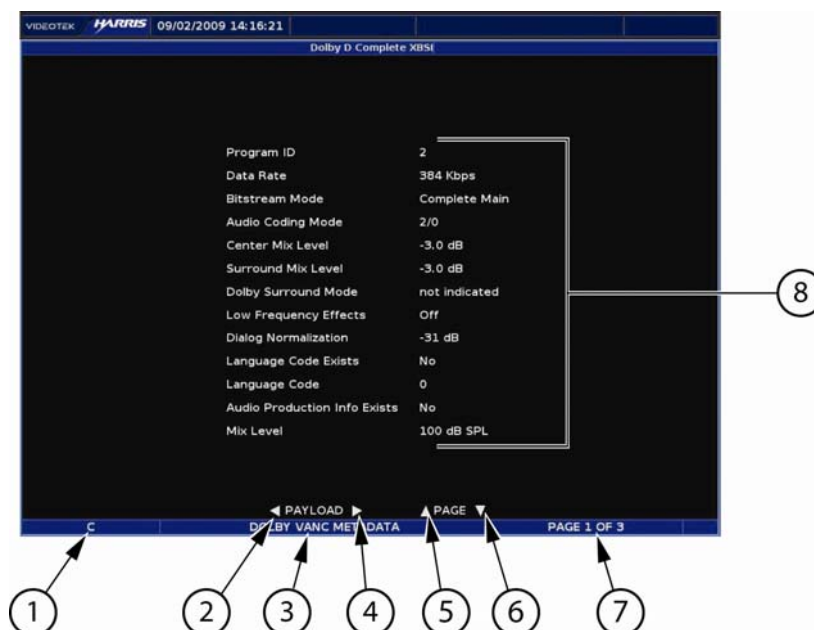 VIDEOTEK HARRIS 09/02/2009 14:16:21
Dolby D Complete XBSI
Program ID 2
Data Rate 384 Kbps
Bitstream Mode Complete Main
Audio Coding Mode 2/0
Center Mix Level -3.0 dB
Surround Mix Level -3.0 dB
Dolby Surround Mode not indicated
Low Frequency Effects Off
Dialog Normalization -31 dB
Language Code Exists No
Language Code 0
Audio Production Info Exists No
Mix Level 100 dB SPL
8
◀ PAYLOAD ▶ ▲ PAGE ▼
C DOLBY VANC METADATA PAGE 1 OF 3
1 2 3 4 5 6 7